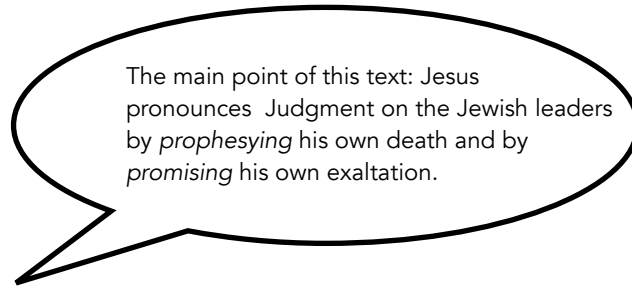 The main point of this text: Jesus
pronounces  Judgment on the Jewish leaders
by prophesying his own death and by
promising his own exaltation.